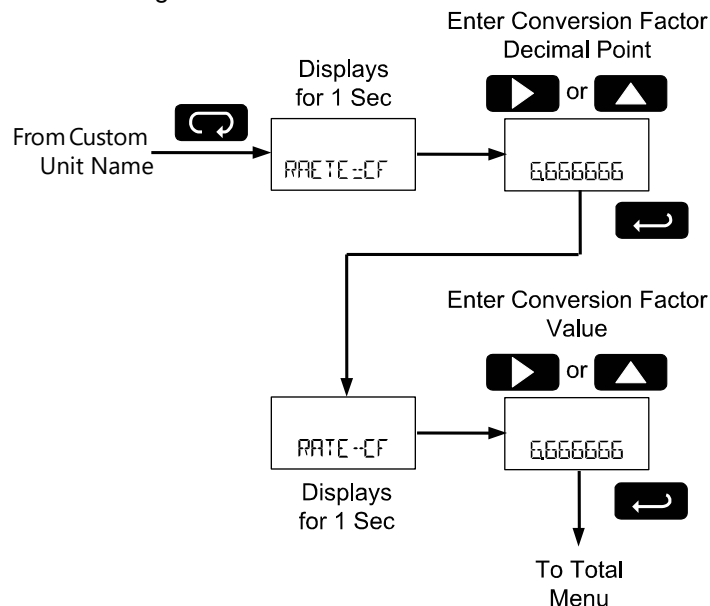 Enter Conversion Factor
Decimal Point
or
Displays
for 1 Sec
From Custom
Unit Name
RAETE--CF
6.666666
Enter Conversion Factor
Value
or
RATE--CF
6.666666
Displays
for 1 Sec
To Total
Menu